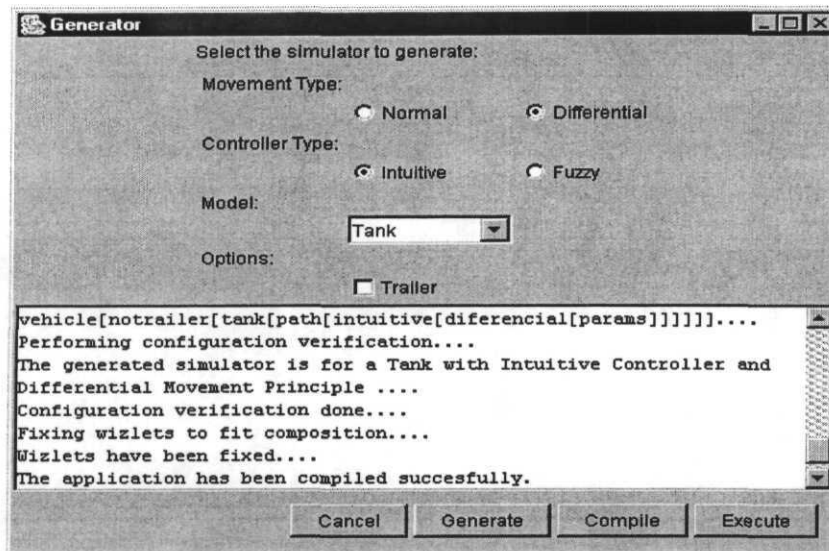 Generator
Select the simulator to generate:
Movement Type:
Normal Differential
Controller Type:
Intuitive Fuzzy
Model:
Tank
Options:
Trailer
vehicle[notrailer[tank[path[intuitive[diferencial[params]]]]]]....
Performing configuration verification....
The generated simulator is for a Tank with Intuitive Controller and
Differential Movement Principle ....
Configuration verification done....
Fixing wizlets to fit composition....
Wizlets have been fixed....
The application has been compiled succesfully.
Cancel Generate Compile Execute